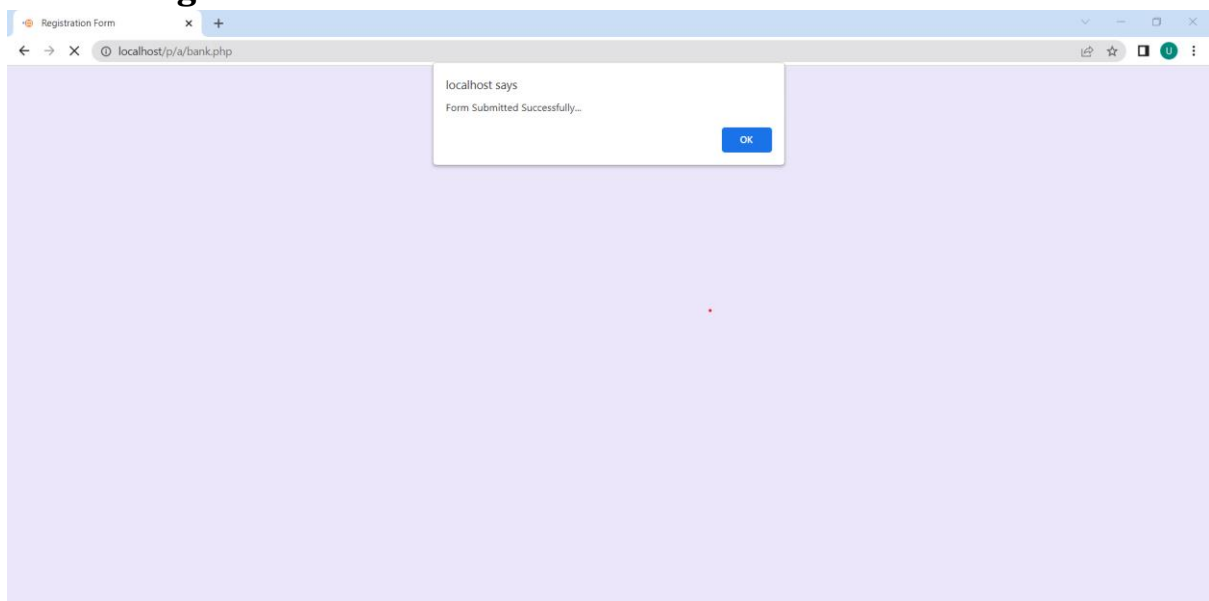 Registration Form
localhost/p/a/bank.php
U
localhost says
Form Submitted Successfully...
OK